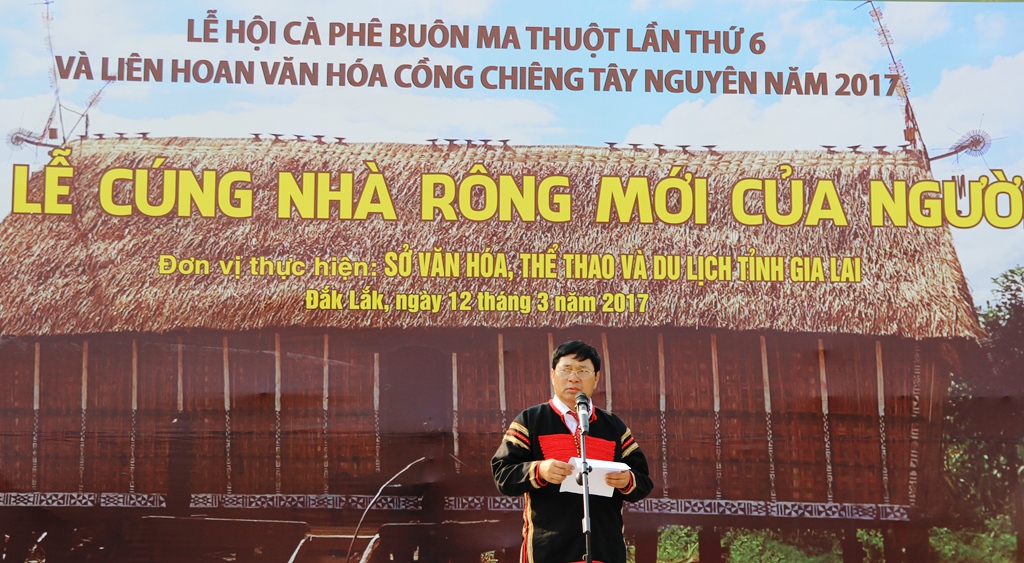 LỄ HỘI CÀ PHÊ BUÔN MA THUỘT LẦN THỨ 6
VÀ LIÊN HOAN VĂN HÓA CỒNG CHIÊNG TÂY NGUYÊN NĂM 2017
LỄ CÚNG NHÀ RÔNG MỚI CỦA NGƯỜ
Đơn vị thực hiện: SỞ VĂN HÓA, THỂ THAO VÀ DU LỊCH TỈNH GIA LAI
Đắk Lắk, ngày 12 tháng 3 năm 2017